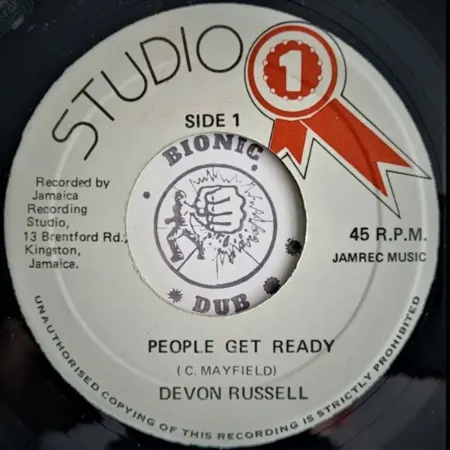 STUDIO
1
SIDE 1
BIONIC
DUB
Recorded by
Jamaica
Recording
Studio,
13 Brentford Rd.,
Kingston,
Jamaica.
45 R.P.M.
JAMREC MUSIC
PEOPLE GET READY
( C. MAYFIELD )
DEVON RUSSELL
UNAUTHORISED COPYING OF THIS RECORDING IS STRICTLY PROHIBITED